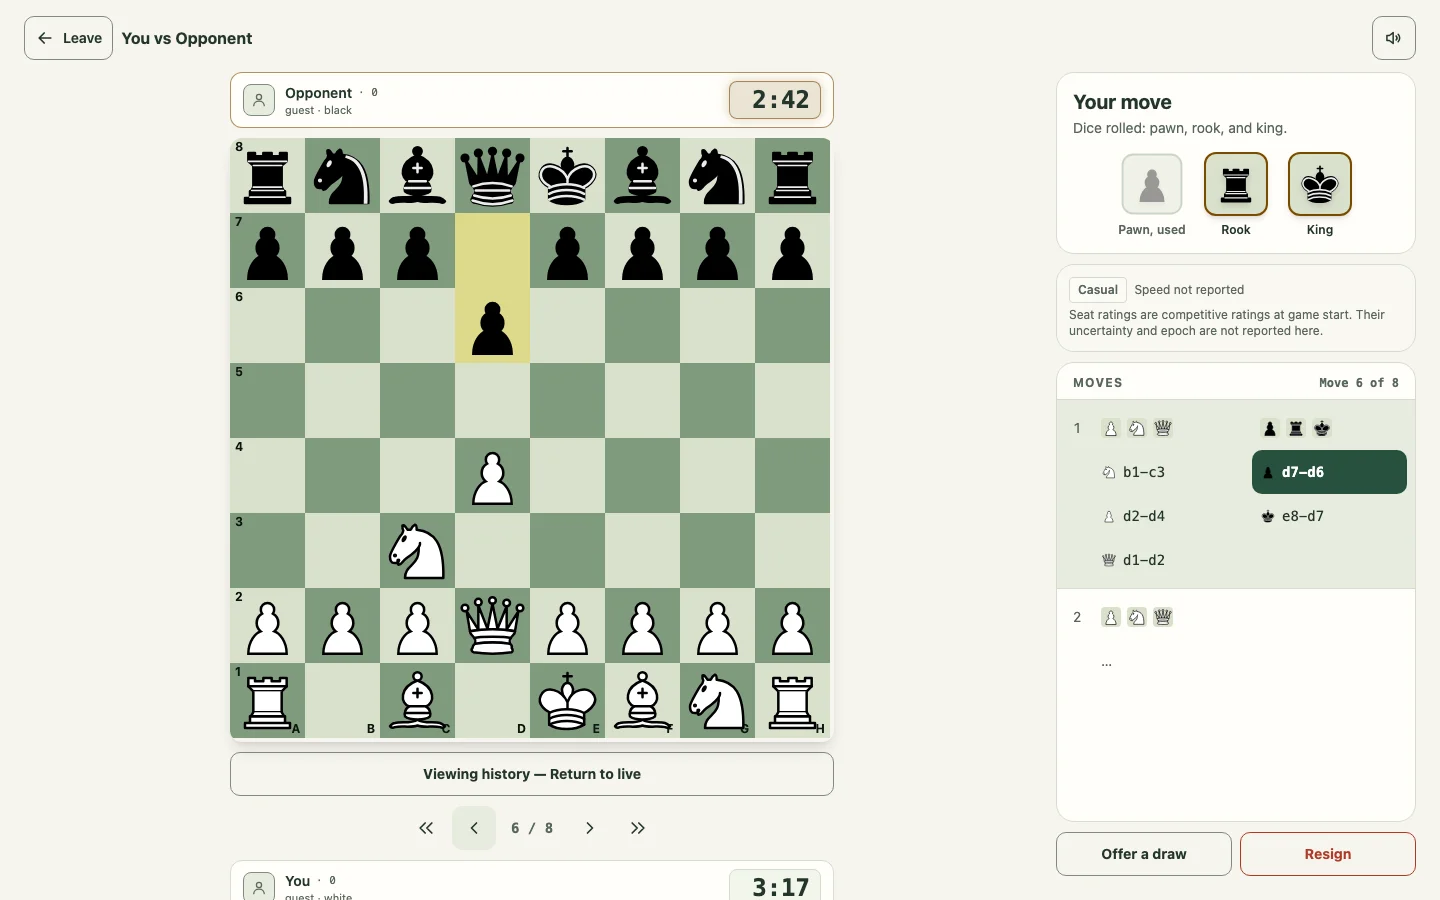 Leave
You vs Opponent
Opponent · 0
guest · black
2:42
8
7
6
5
4
3
2
1
A
B
C
D
E
F
G
H
Viewing history — Return to live
6 / 8
You · 0
guest · white
3:17
Your move
Dice rolled: pawn, rook, and king.
Pawn, used
Rook
King
Casual
Speed not reported
Seat ratings are competitive ratings at game start. Their
uncertainty and epoch are not reported here.
MOVES
Move 6 of 8
1
b1–c3
d7–d6
d2–d4
e8–d7
d1–d2
2
…
Offer a draw
Resign